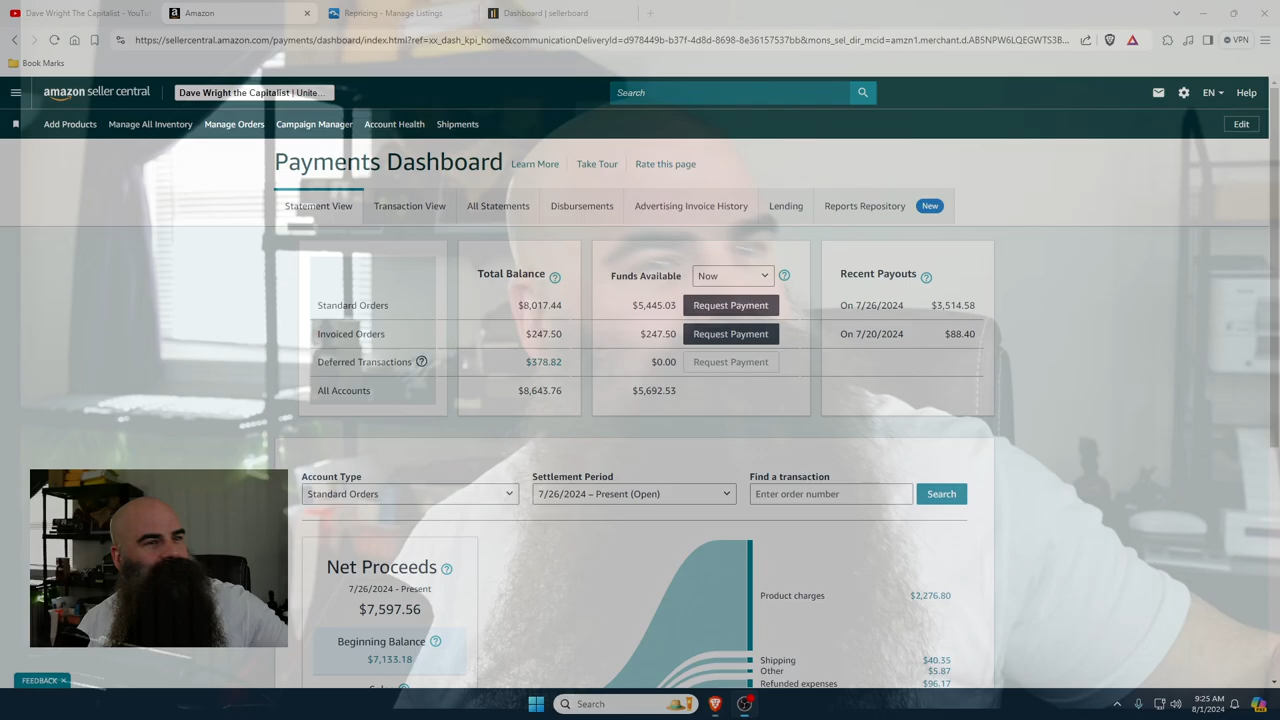 Dave Wright The Capitalist - YouTu
Amazon
Repricing - Manage Listings
Dashboard | sellerboard
https://sellercentral.amazon.com/payments/dashboard/index.html?ref=xx_dash_kpi_home&communicationDeliveryId=d978449b-b37f-4d8d-8698-8e36157537bb&mons_sel_dir_mcid=amzn1.merchant.d.AB5NPW6LQEGWTS3B...
VPN
Book Marks
amazon seller central
Dave Wright the Capitalist | Unite...
Search
EN
Help
Add Products
Manage All Inventory
Manage Orders
Campaign Manager
Account Health
Shipments
Edit
Payments Dashboard
Learn More
Take Tour
Rate this page
Statement View
Transaction View
All Statements
Disbursements
Advertising Invoice History
Lending
Reports Repository
New
Total Balance
Funds Available
Now
Recent Payouts
Standard Orders
$8,017.44
$5,445.03
Request Payment
On 7/26/2024
$3,514.58
Invoiced Orders
$247.50
$247.50
Request Payment
On 7/20/2024
$88.40
Deferred Transactions
$378.82
$0.00
Request Payment
All Accounts
$8,643.76
$5,692.53
Account Type
Settlement Period
Find a transaction
Standard Orders
7/26/2024 – Present (Open)
Enter order number
Search
Net Proceeds
7/26/2024 - Present
$7,597.56
Beginning Balance
$7,133.18
Product charges
$2,276.80
Shipping
$40.35
Other
$5.87
Refunded expenses
$96.17
FEEDBACK
Search
9:25 AM
8/1/2024